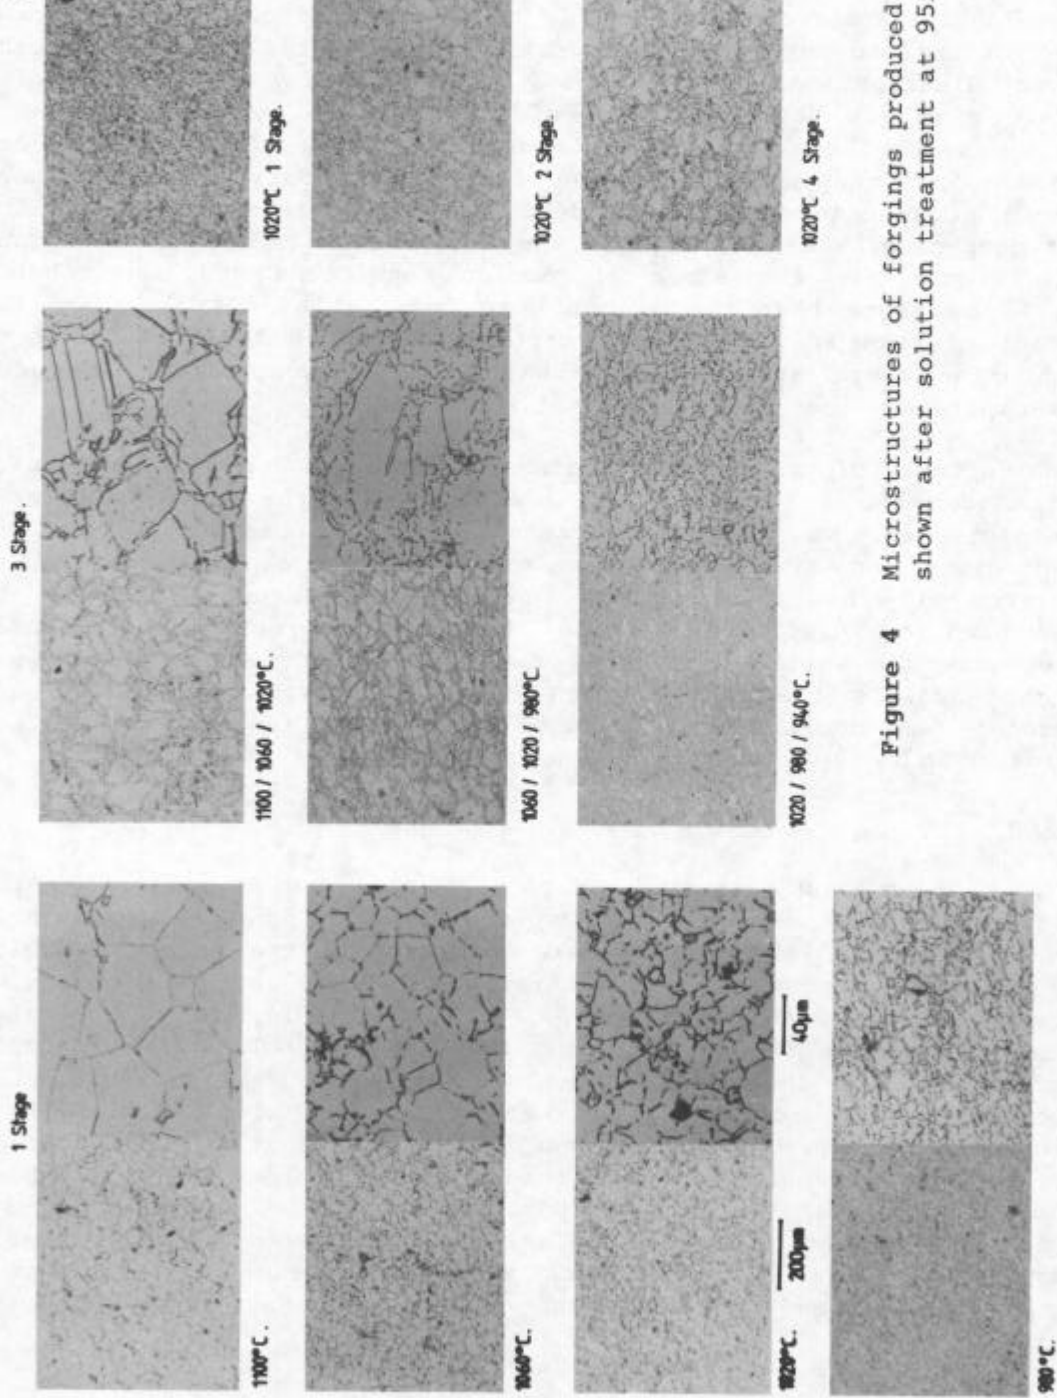 1 Stage
3 Stage.
1100°C.
1100 / 1060 / 1020°C.
1020°C 1 Stage.
1060°C.
1060 / 1020 / 980°C
1020°C 2 Stage.
200µm
40µm
1020°C.
1020 / 980 / 940°C.
1020°C 4 Stage.
Figure 4 Microstructures of forgings produced
shown after solution treatment at 95